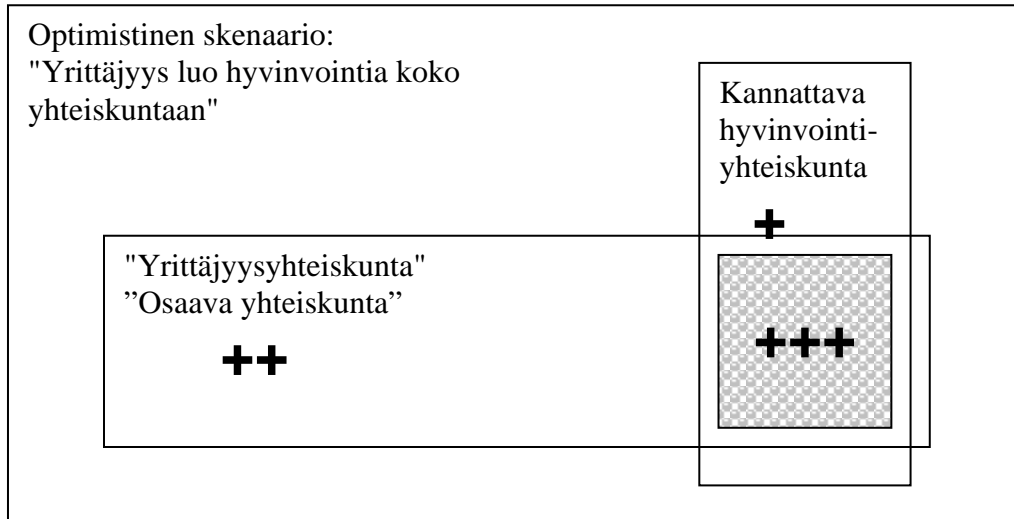 Optimistinen skenaario:
"Yrittäjyys luo hyvinvointia koko
yhteiskuntaan"
Kannattava
hyvinvointi-
yhteiskunta
+
"Yrittäjyysyhteiskunta"
”Osaava yhteiskunta”
++
+++